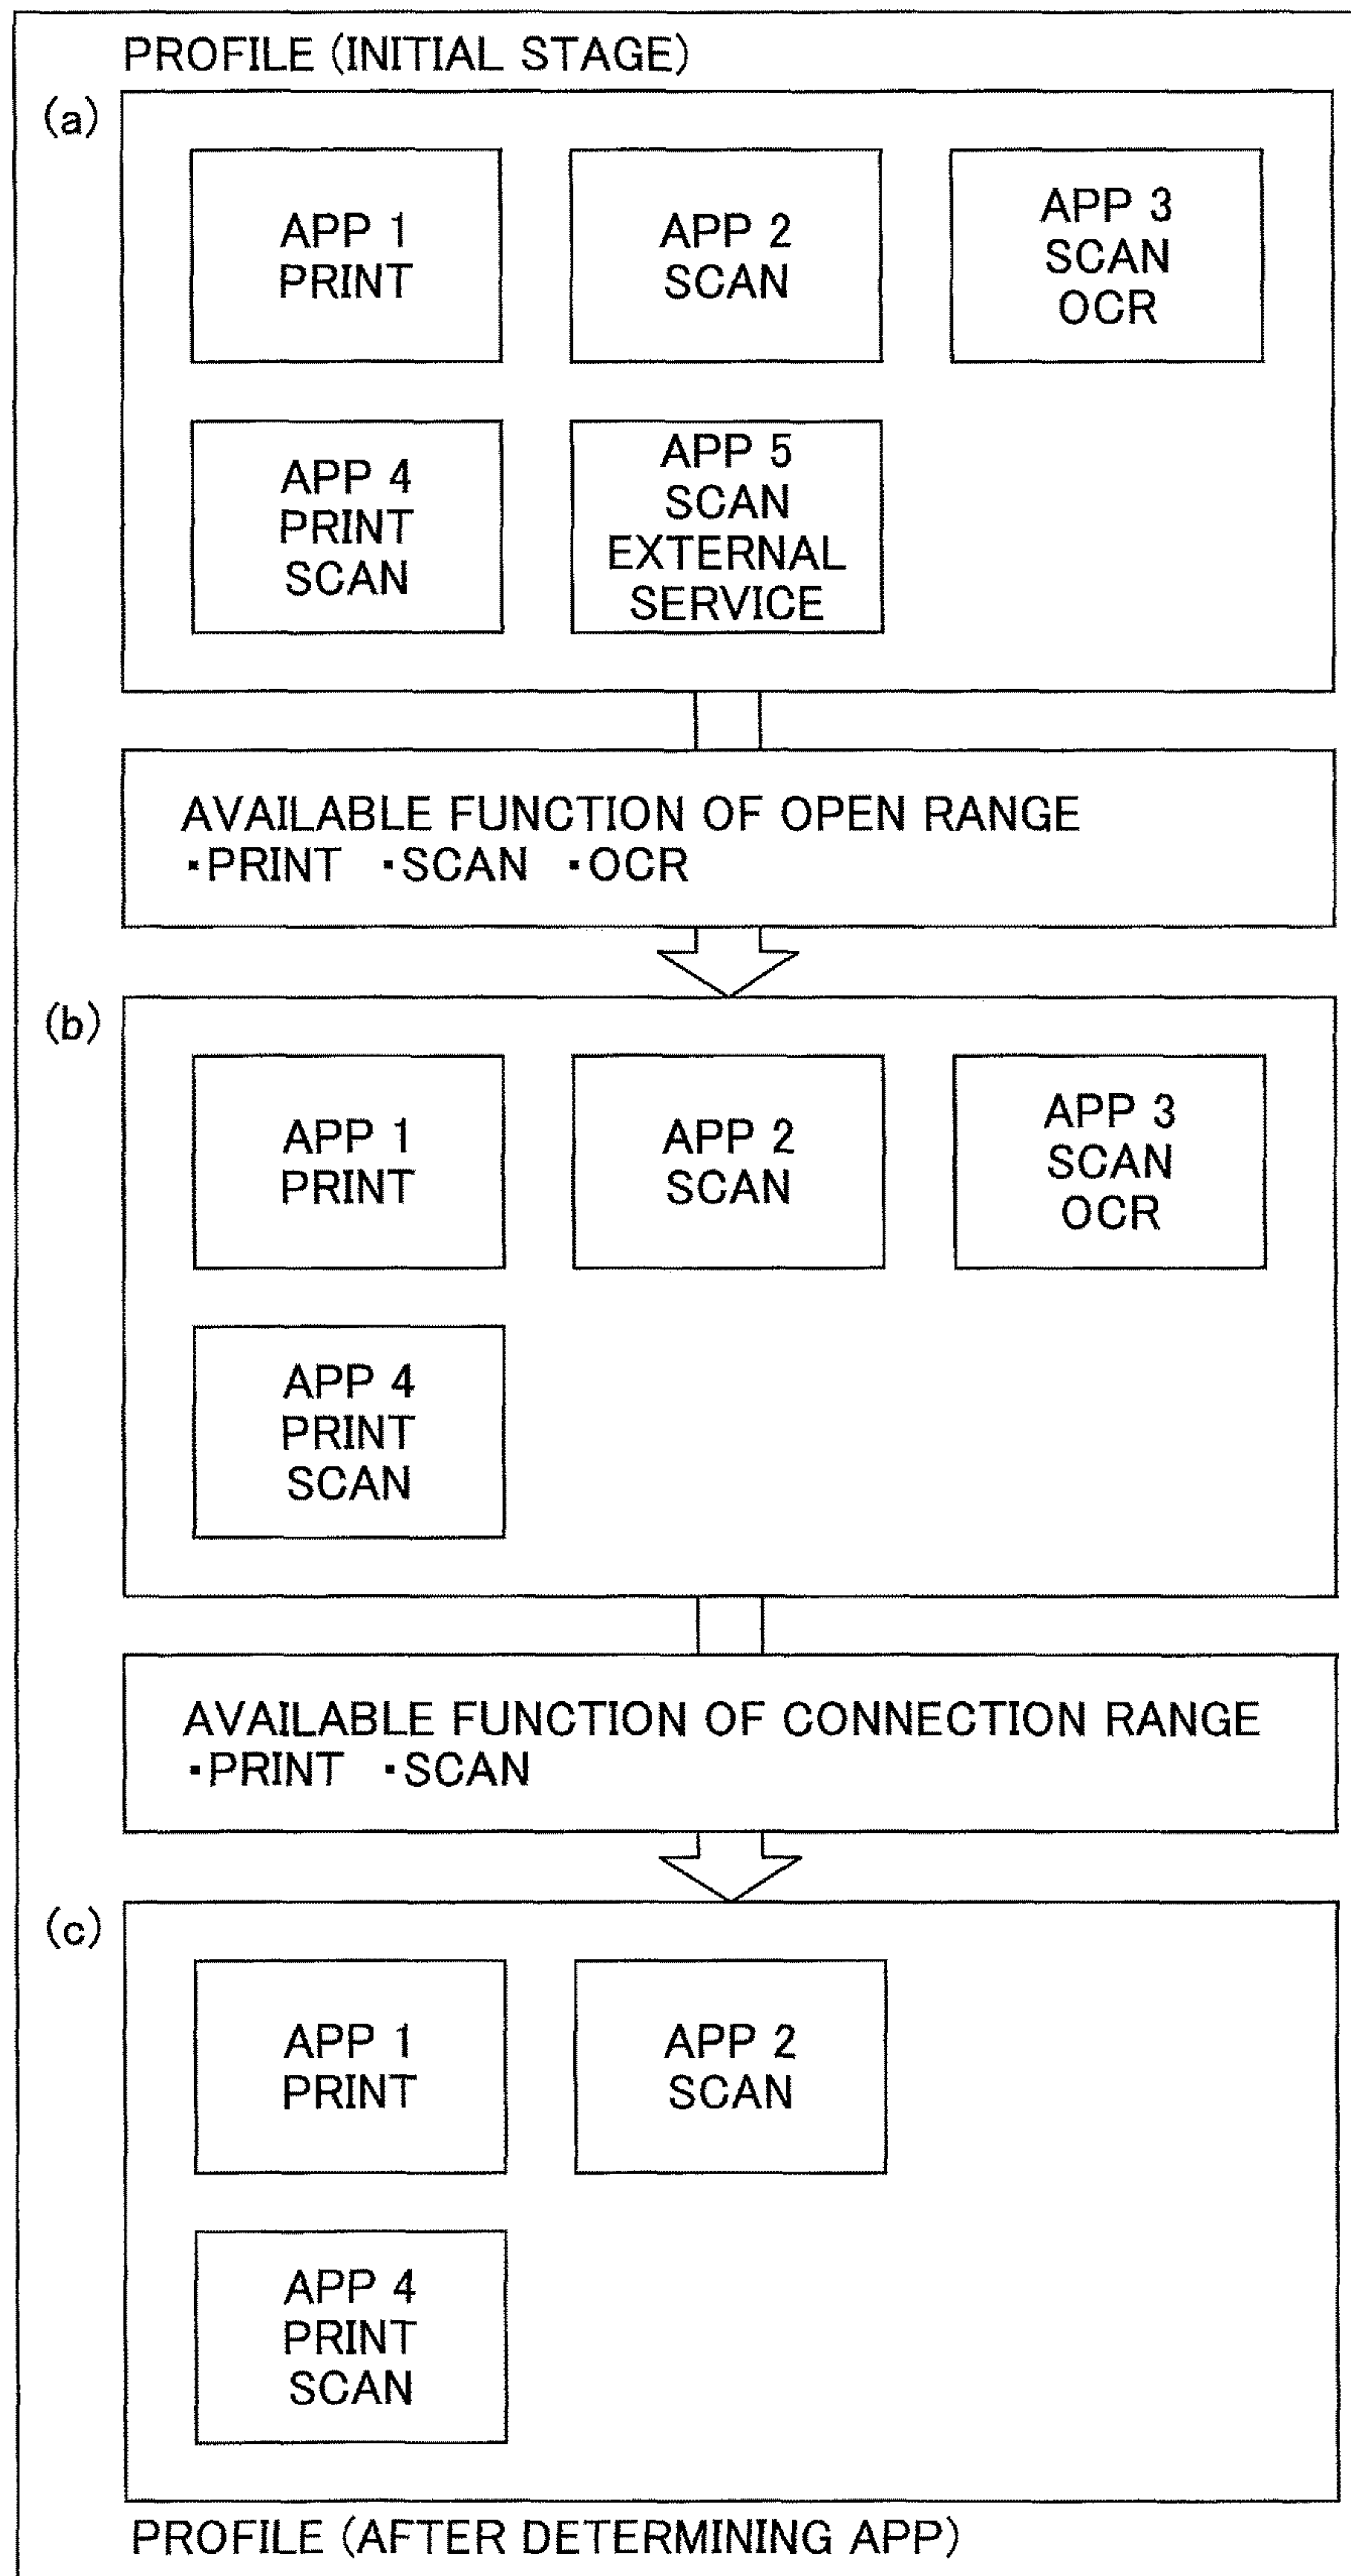 PROFILE (INITIAL STAGE)
(a)
APP 1
PRINT
APP 2
SCAN
APP 3
SCAN
OCR
APP 4
PRINT
SCAN
APP 5
SCAN
EXTERNAL
SERVICE
AVAILABLE FUNCTION OF OPEN RANGE
・PRINT ・SCAN ・OCR
(b)
APP 1
PRINT
APP 2
SCAN
APP 3
SCAN
OCR
APP 4
PRINT
SCAN
AVAILABLE FUNCTION OF CONNECTION RANGE
・PRINT ・SCAN
(c)
APP 1
PRINT
APP 2
SCAN
APP 4
PRINT
SCAN
PROFILE (AFTER DETERMINING APP)